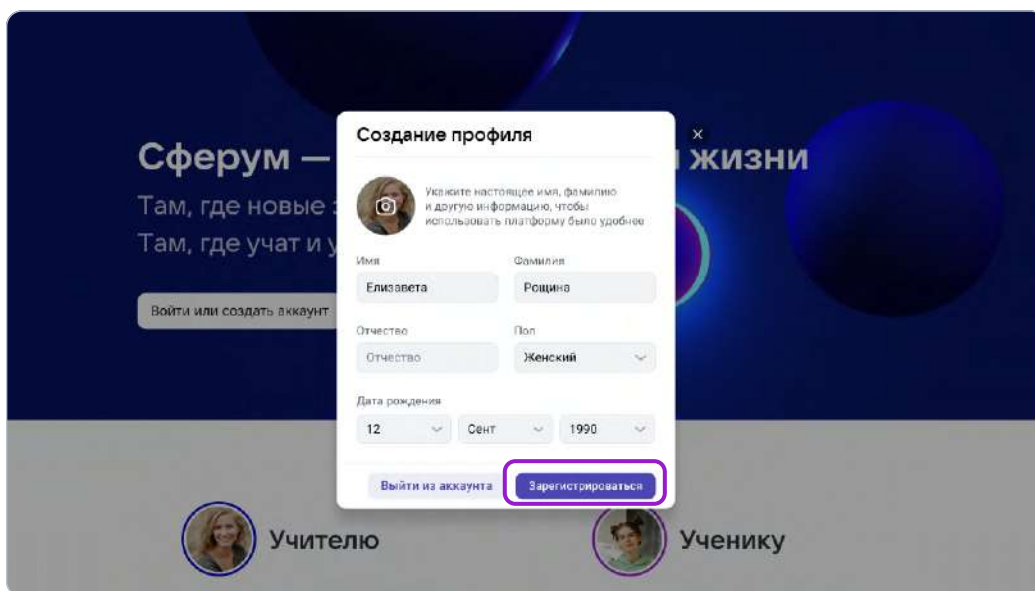 Создание профиля
Сферум — й жизни
Укажите настоящее имя, фамилию
и другую информацию, чтобы
использовать платформу было удобнее
Там, где новые
Там, где учат и у
Имя Фамилия
Елизавета Рощина
Войти или создать аккаунт
Отчество Пол
Отчество Женский
Дата рождения
12 Сент 1990
Выйти из аккаунта Зарегистрироваться
Учителю Ученику